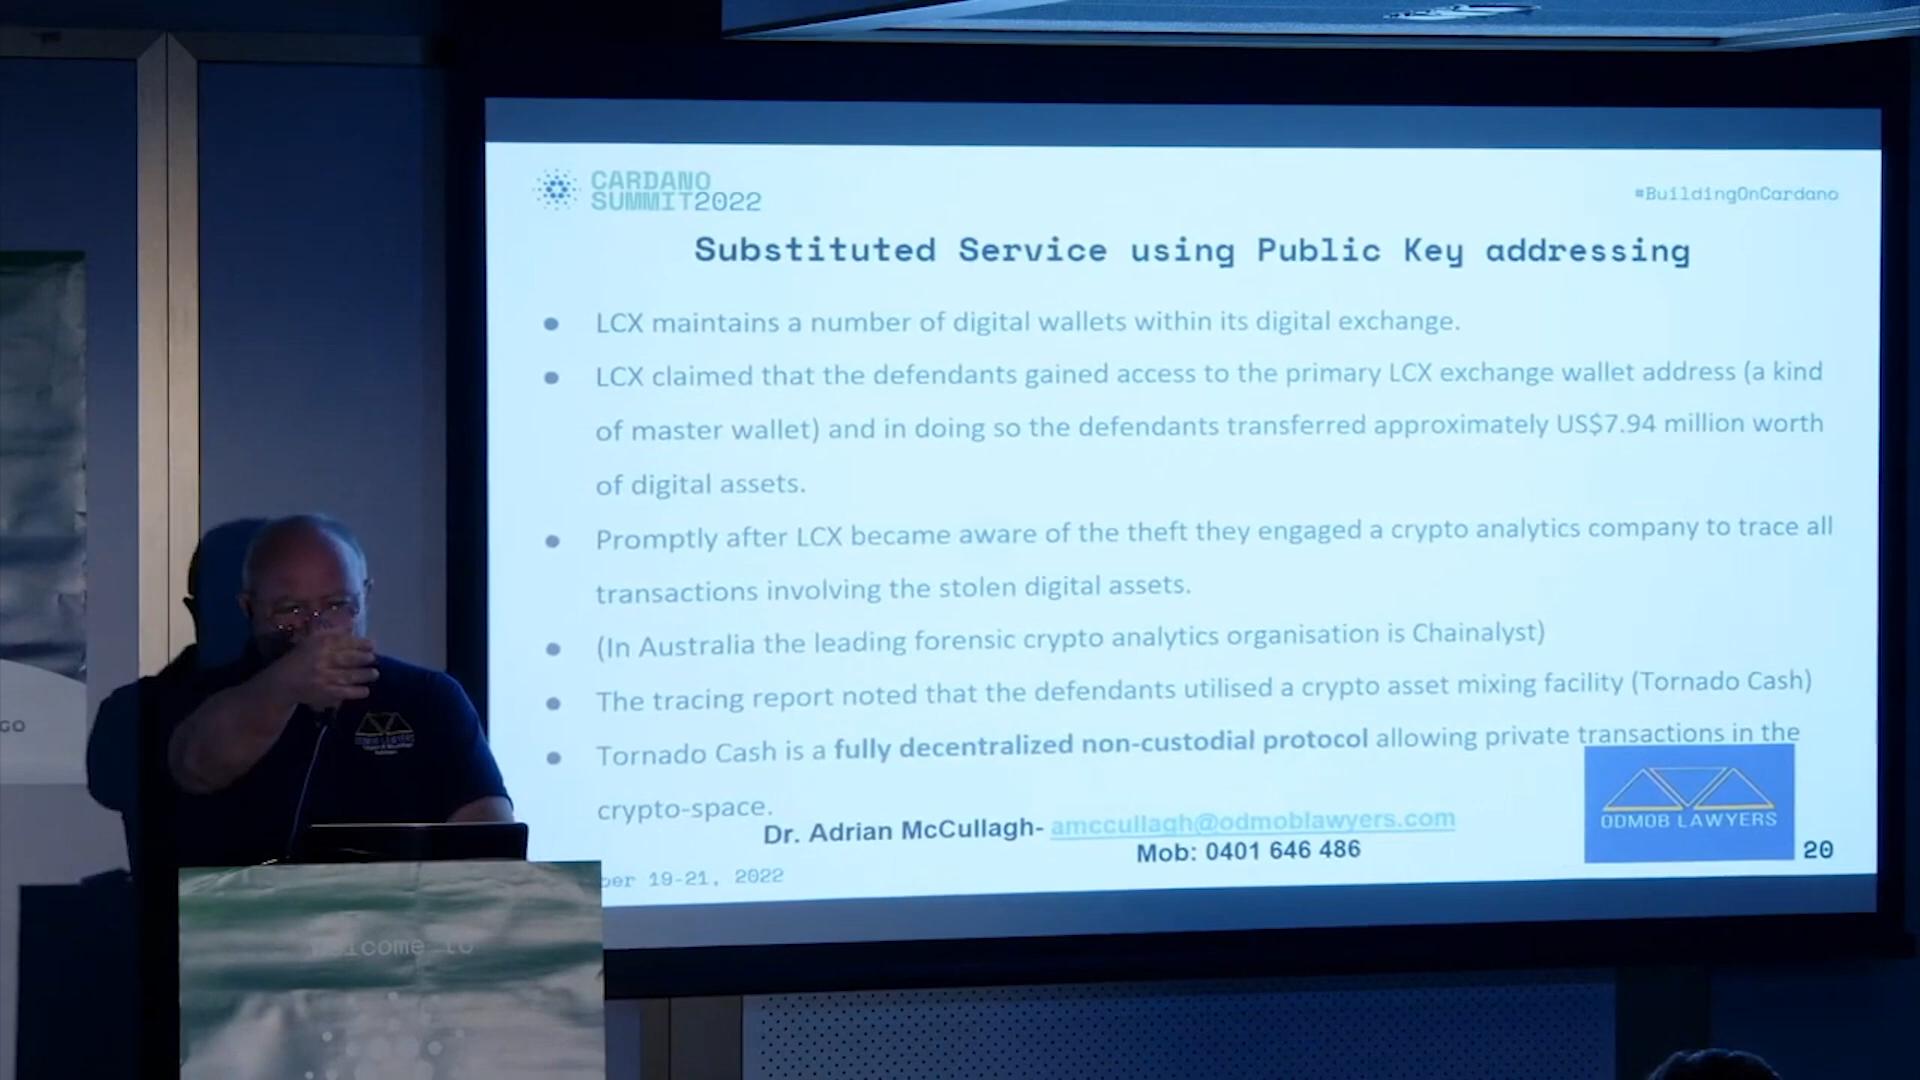 CARDANO
SUMMIT2022
#BuildingOnCardano
Substituted Service using Public Key addressing
LCX maintains a number of digital wallets within its digital exchange.
LCX claimed that the defendants gained access to the primary LCX exchange wallet address (a kind
of master wallet) and in doing so the defendants transferred approximately US$7.94 million worth
of digital assets.
Promptly after LCX became aware of the theft they engaged a crypto analytics company to trace all
transactions involving the stolen digital assets.
(In Australia the leading forensic crypto analytics organisation is Chainalyst)
The tracing report noted that the defendants utilised a crypto asset mixing facility (Tornado Cash)
Tornado Cash is a fully decentralized non-custodial protocol allowing private transactions in the
crypto-space.
Dr. Adrian McCullagh- amccullagh@odmoblawyers.com
Mob: 0401 646 486
ODMOB LAWYERS
20
ber 19-21, 2022
GO
ODMOB LAWYERS
lcome to